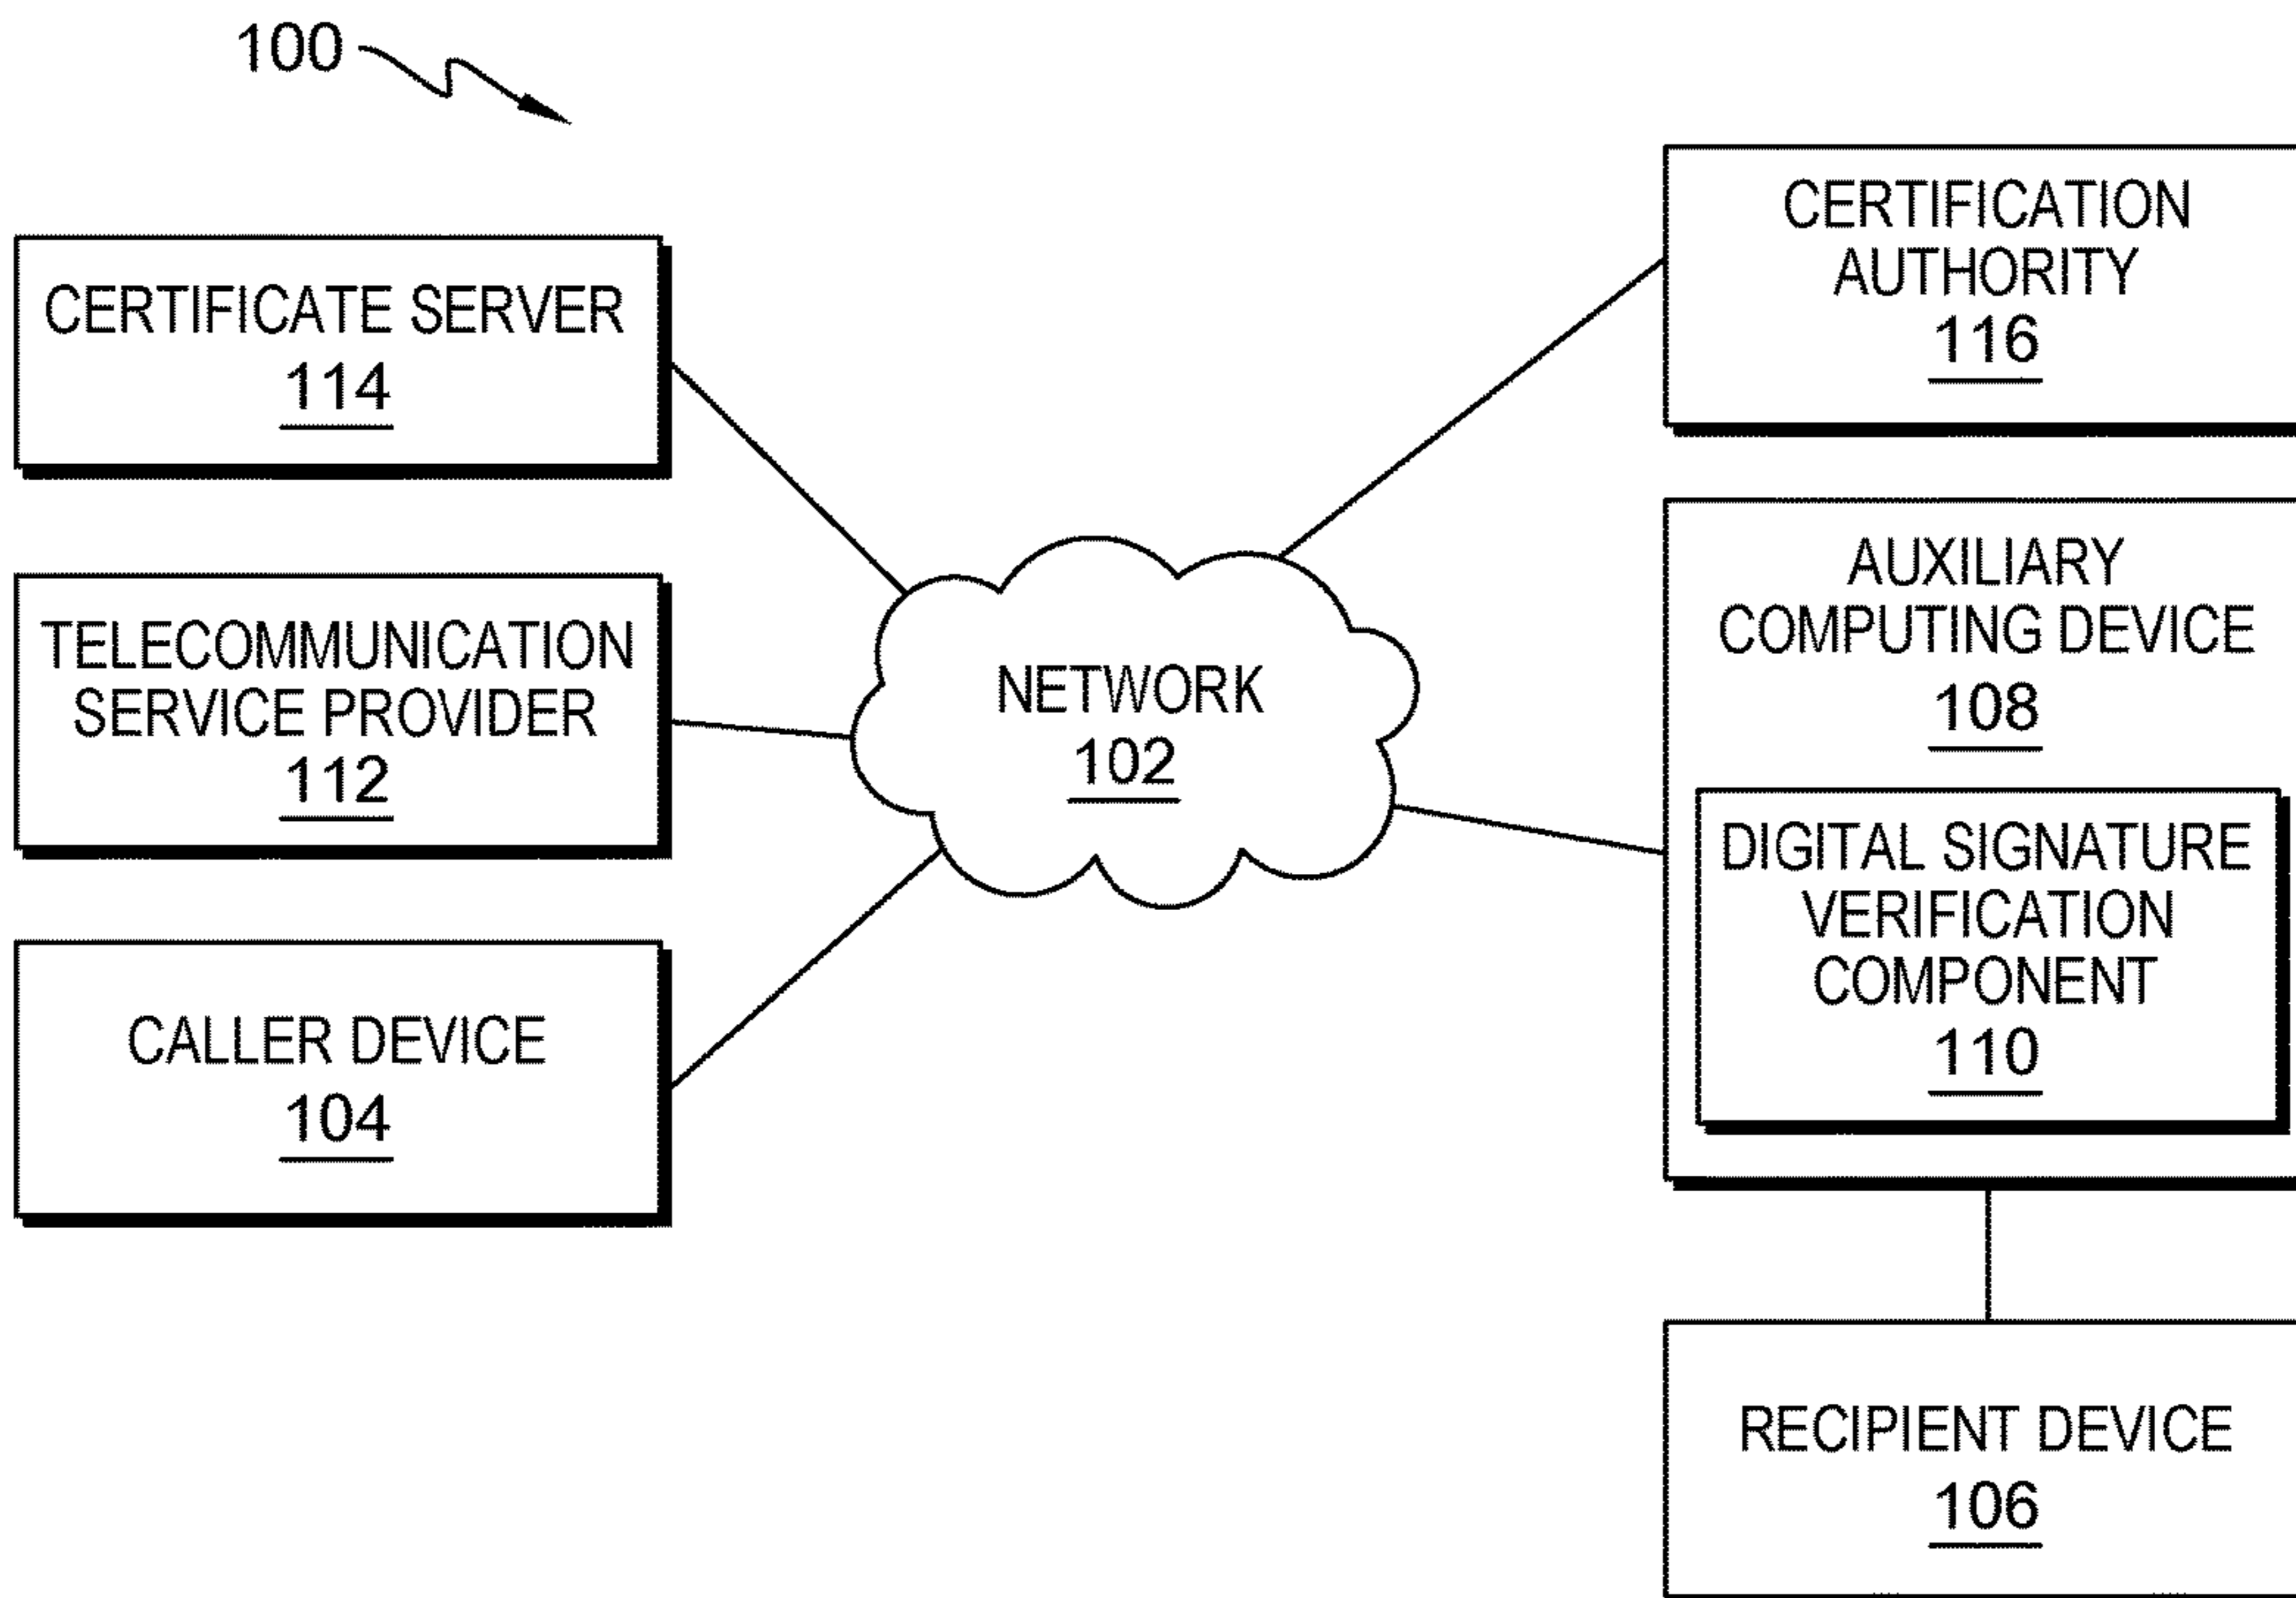 100
CERTIFICATE SERVER
114
TELECOMMUNICATION
SERVICE PROVIDER
112
CALLER DEVICE
104
NETWORK
102
CERTIFICATION
AUTHORITY
116
AUXILIARY
COMPUTING DEVICE
108
DIGITAL SIGNATURE
VERIFICATION
COMPONENT
110
RECIPIENT DEVICE
106